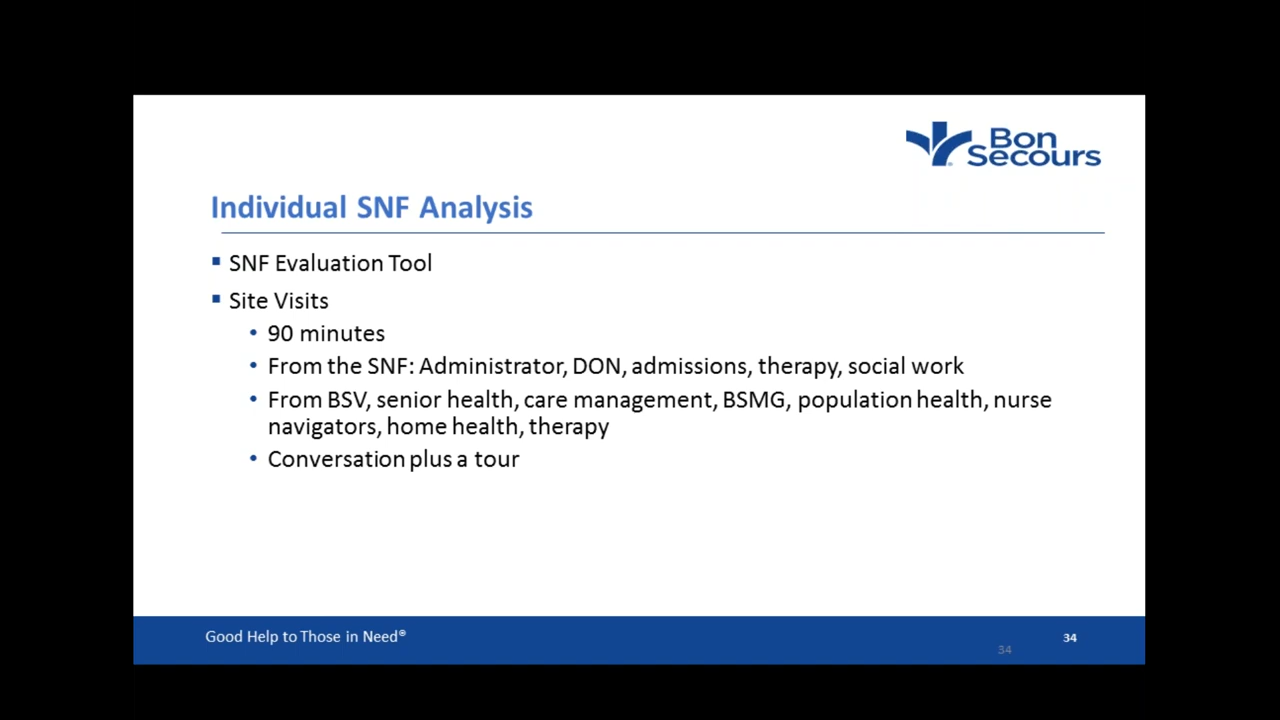 Bon
Secours
Individual SNF Analysis
SNF Evaluation Tool
Site Visits
90 minutes
From the SNF: Administrator, DON, admissions, therapy, social work
From BSV, senior health, care management, BSMG, population health, nurse
navigators, home health, therapy
Conversation plus a tour
Good Help to Those in Need®
34
34